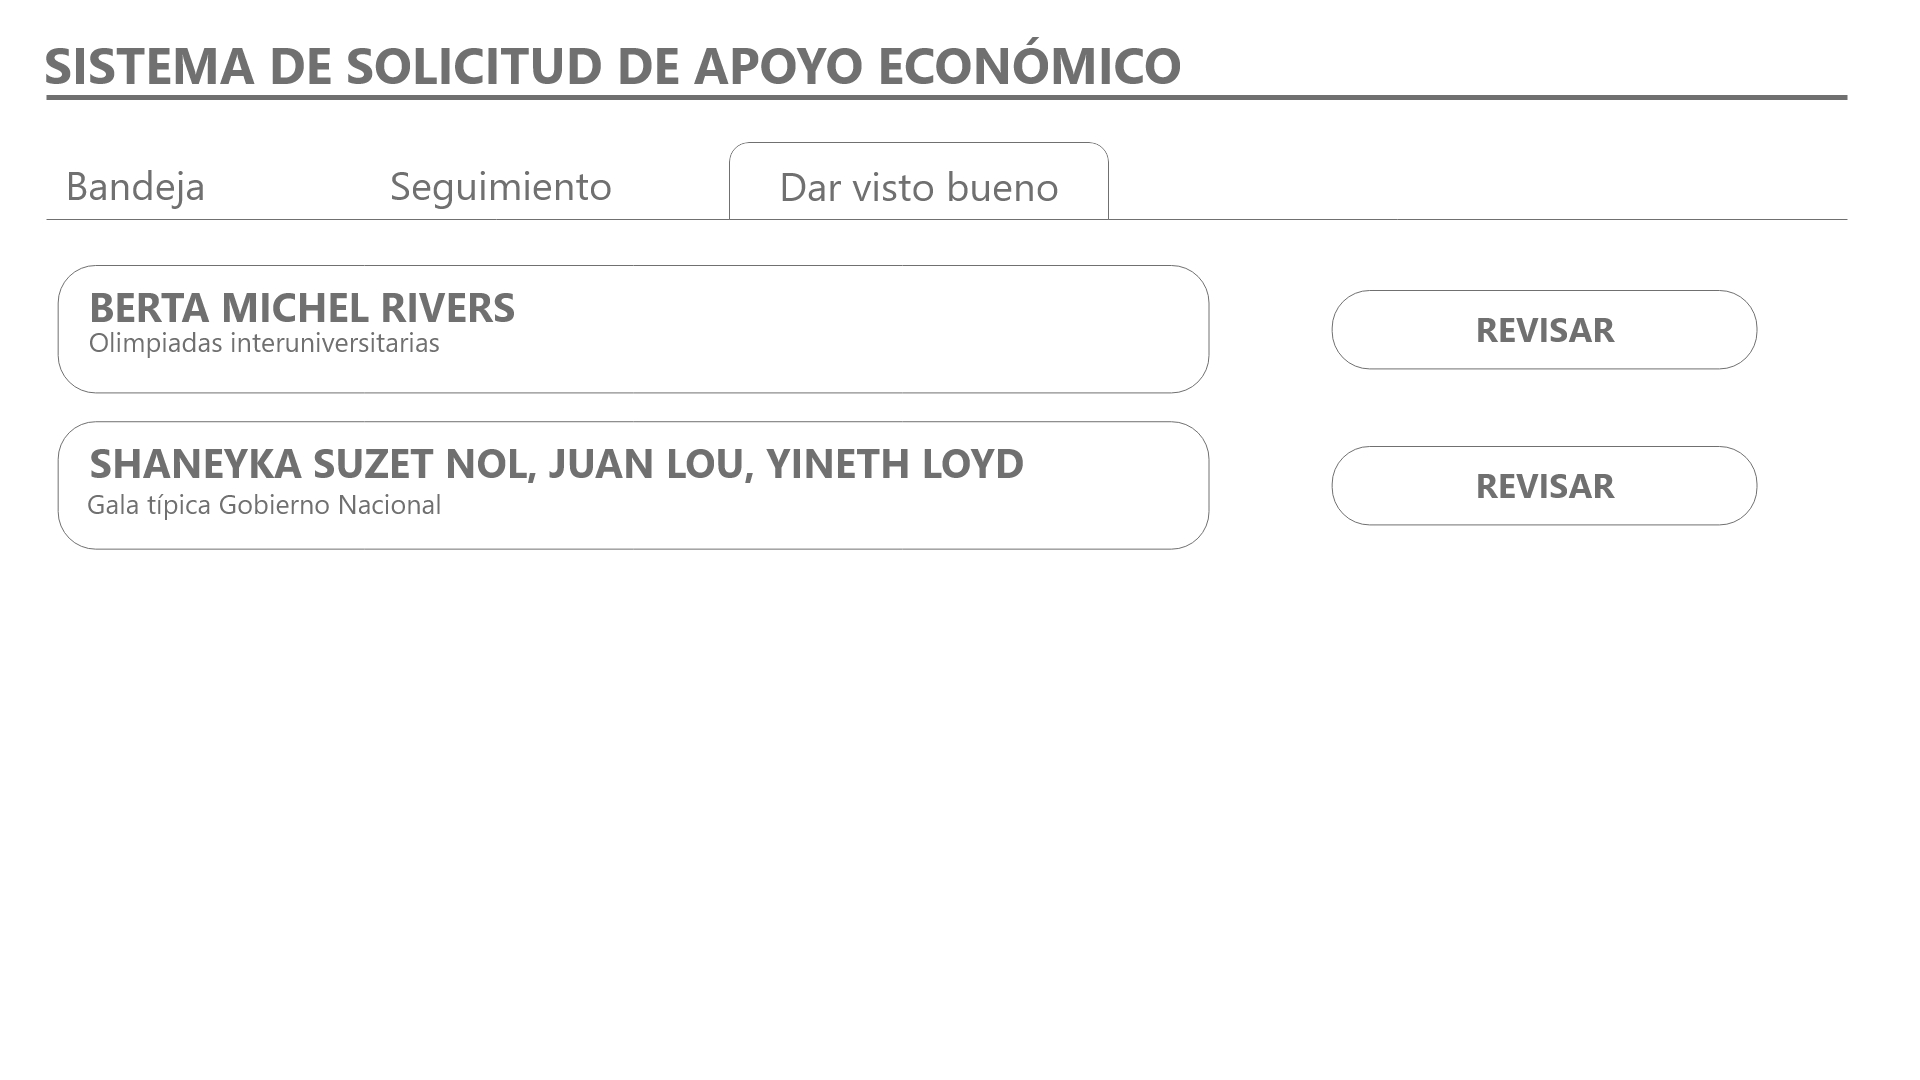 SISTEMA DE SOLICITUD DE APOYO ECONÓMICO
Bandeja
Seguimiento
Dar visto bueno
BERTA MICHEL RIVERS
Olimpiadas interuniversitarias
REVISAR
SHANEYKA SUZET NOL, JUAN LOU, YINETH LOYD
Gala típica Gobierno Nacional
REVISAR